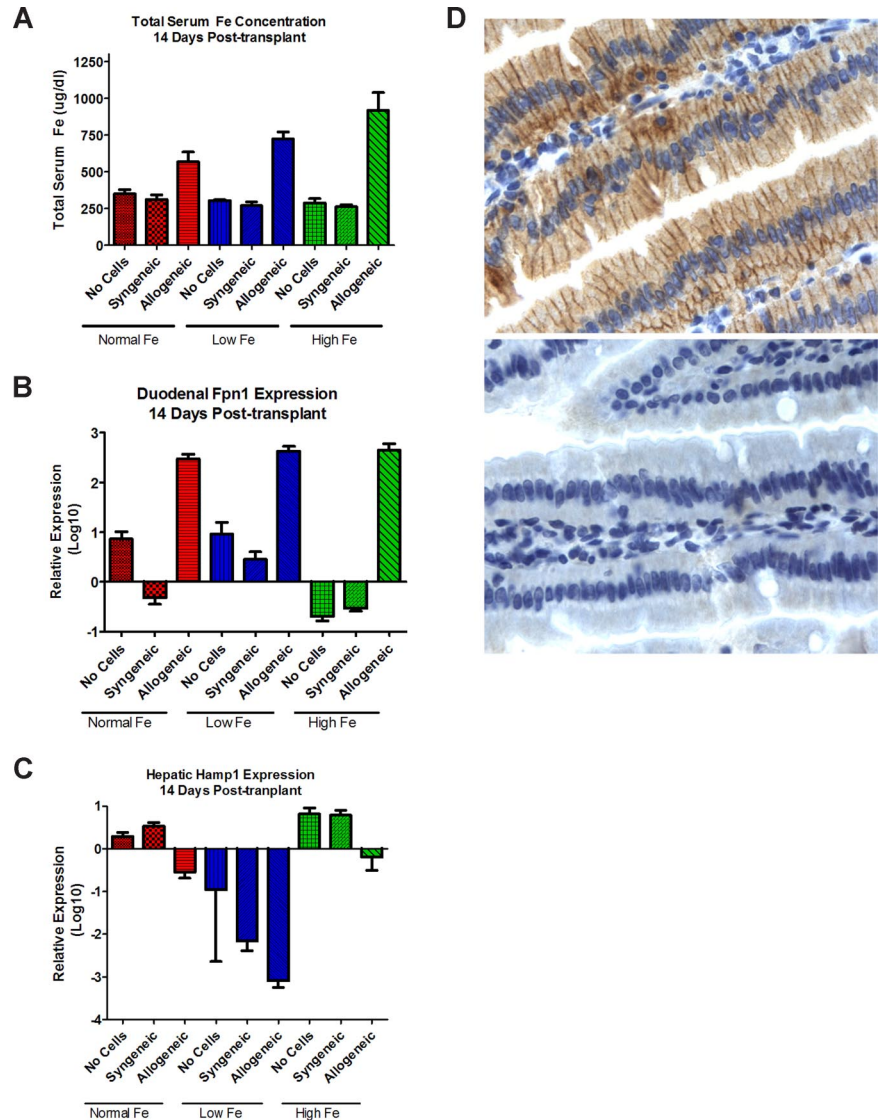 A
Total Serum Fe Concentration
14 Days Post-transplant
Total Serum Fe (ug/dl)
1250
1000
750
500
250
0
No Cells
Syngeneic
Allogeneic
No Cells
Syngeneic
Allogeneic
No Cells
Syngeneic
Allogeneic
Normal Fe
Low Fe
High Fe
B
Duodenal Fpn1 Expression
14 Days Post-transplant
Relative Expression
(Log10)
3
2
1
0
-1
No Cells
Syngeneic
Allogeneic
No Cells
Syngeneic
Allogeneic
No Cells
Syngeneic
Allogeneic
Normal Fe
Low Fe
High Fe
C
Hepatic Hamp1 Expression
14 Days Post-tranplant
Relative Expression
(Log10)
1
0
-1
-2
-3
-4
No Cells
Syngeneic
Allogeneic
No Cells
Syngeneic
Allogeneic
No Cells
Syngeneic
Allogeneic
Normal Fe
Low Fe
High Fe
D